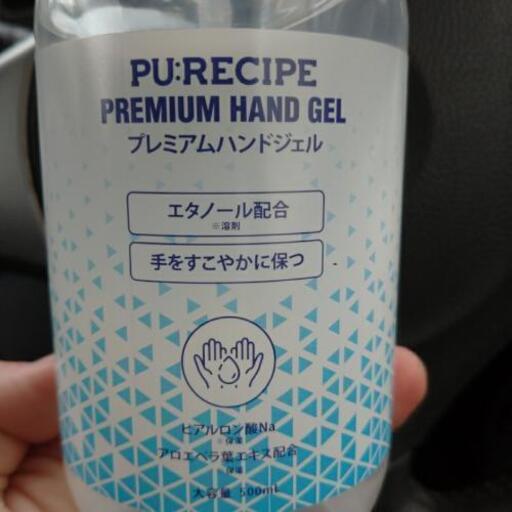 PU:RECIPE
PREMIUM HAND GEL
プレミアムハンドジェル
エタノール配合
※溶剤
手をすこやかに保つ
ヒアルロン酸Na
※保湿
アロエベラ葉エキス配合
※保湿
大容量 500mL